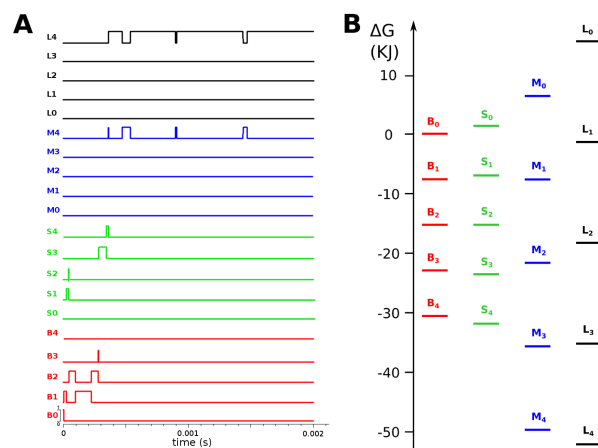 A
L4
L3
L2
L1
L0
M4
M3
M2
M1
M0
S4
S3
S2
S1
S0
B4
B3
B2
B1
B0
1
0
0 0.001 0.002
time (s)
B
ΔG
(KJ)
10
0
-10
-20
-30
-40
-50
B₀
B₁
B₂
B₃
B₄
S₀
S₁
S₂
S₃
S₄
M₀
M₁
M₂
M₃
M₄
L₀
L₁
L₂
L₃
L₄